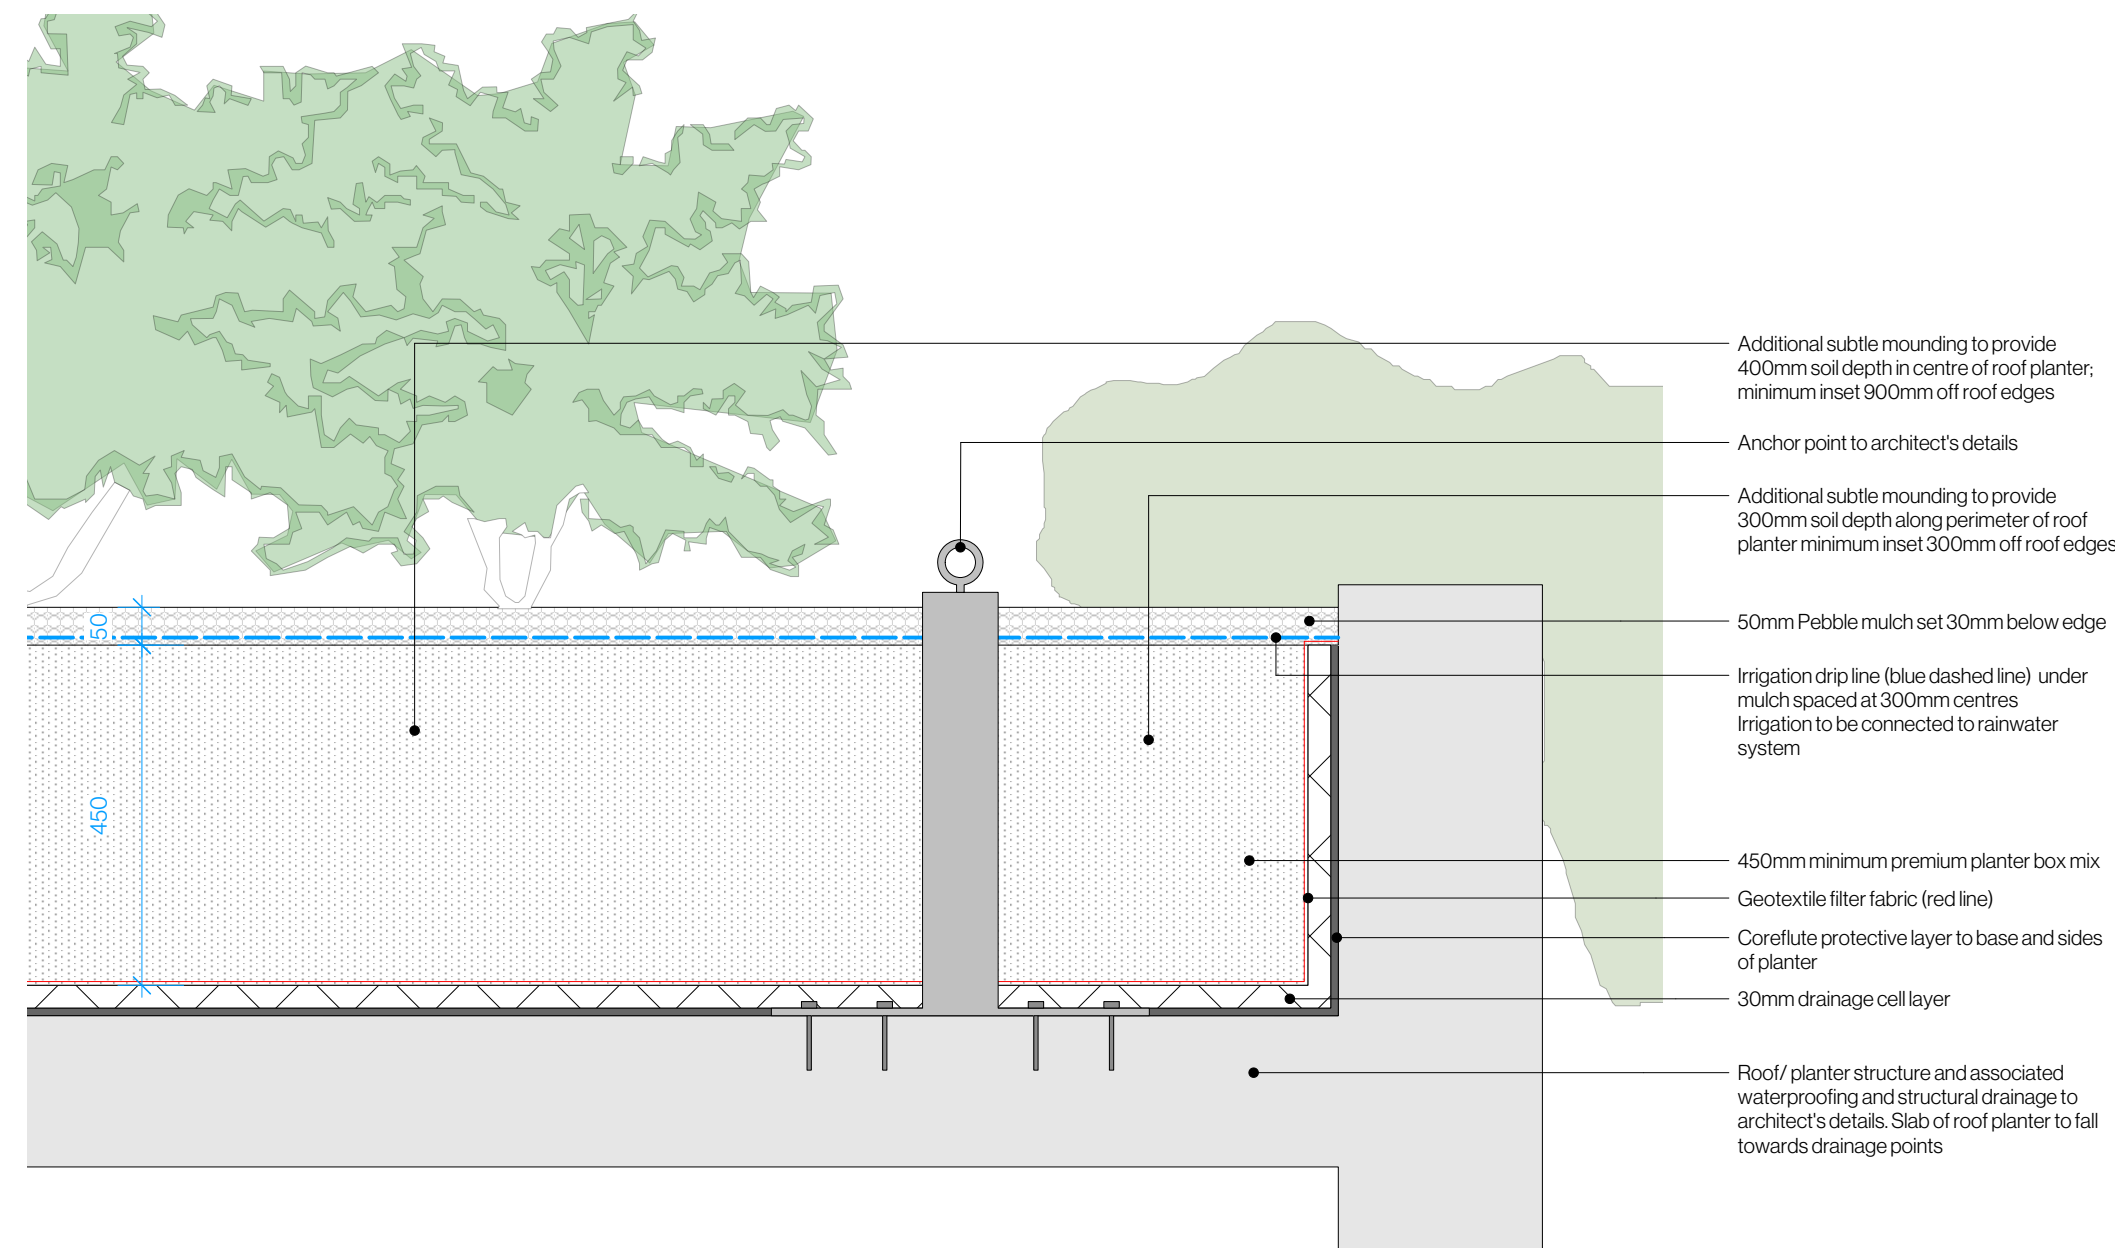 Additional subtle mounding to provide
400mm soil depth in centre of roof planter;
minimum inset 900mm off roof edges
Anchor point to architect's details
Additional subtle mounding to provide
300mm soil depth along perimeter of roof
planter minimum inset 300mm off roof edges
50mm Pebble mulch set 30mm below edge
Irrigation drip line (blue dashed line) under
mulch spaced at 300mm centres
Irrigation to be connected to rainwater
system
450mm minimum premium planter box mix
Geotextile filter fabric (red line)
Coreflute protective layer to base and sides
of planter
30mm drainage cell layer
Roof/ planter structure and associated
waterproofing and structural drainage to
architect's details. Slab of roof planter to fall
towards drainage points
50
450